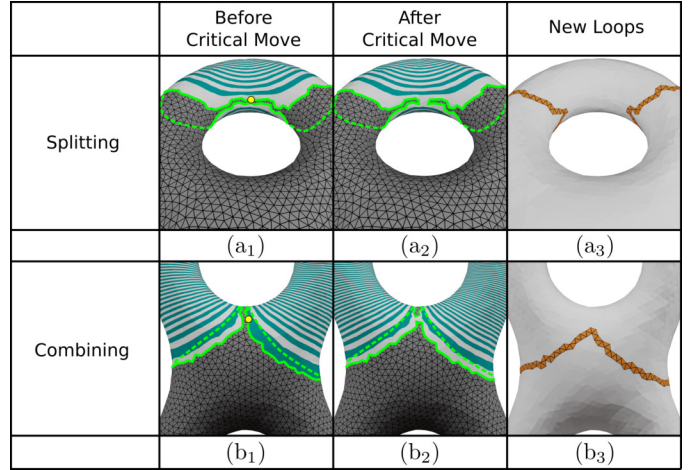 Before
Critical Move
After
Critical Move
New Loops
Splitting
(a₁)
(a₂)
(a₃)
Combining
(b₁)
(b₂)
(b₃)